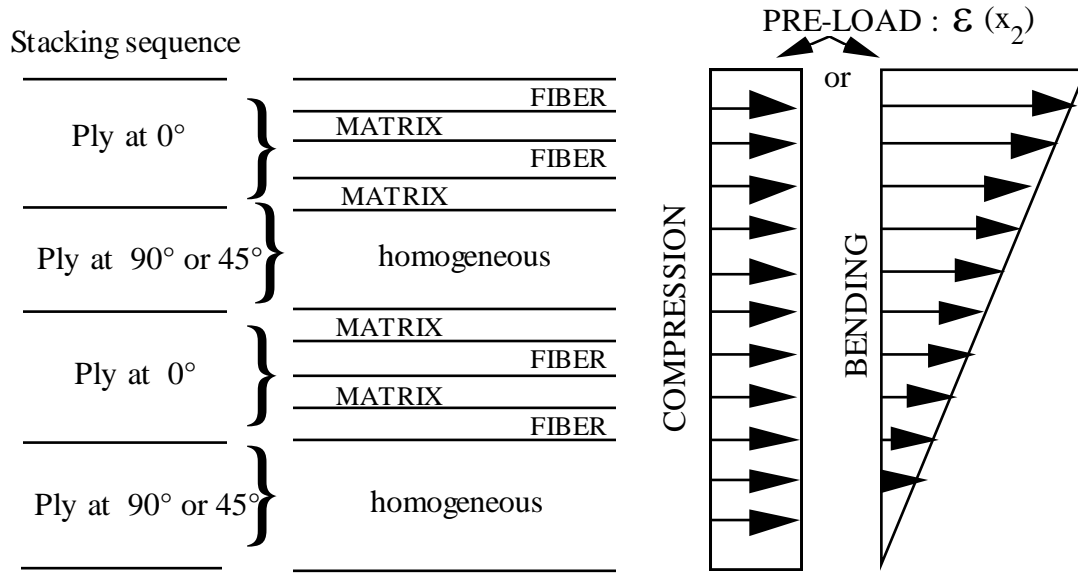 Stacking sequence
Ply at 0°
Ply at 90° or 45°
Ply at 0°
Ply at 90° or 45°
FIBER
MATRIX
FIBER
MATRIX
homogeneous
MATRIX
FIBER
MATRIX
FIBER
homogeneous
PRE-LOAD : ε (x₂)
or
COMPRESSION
BENDING